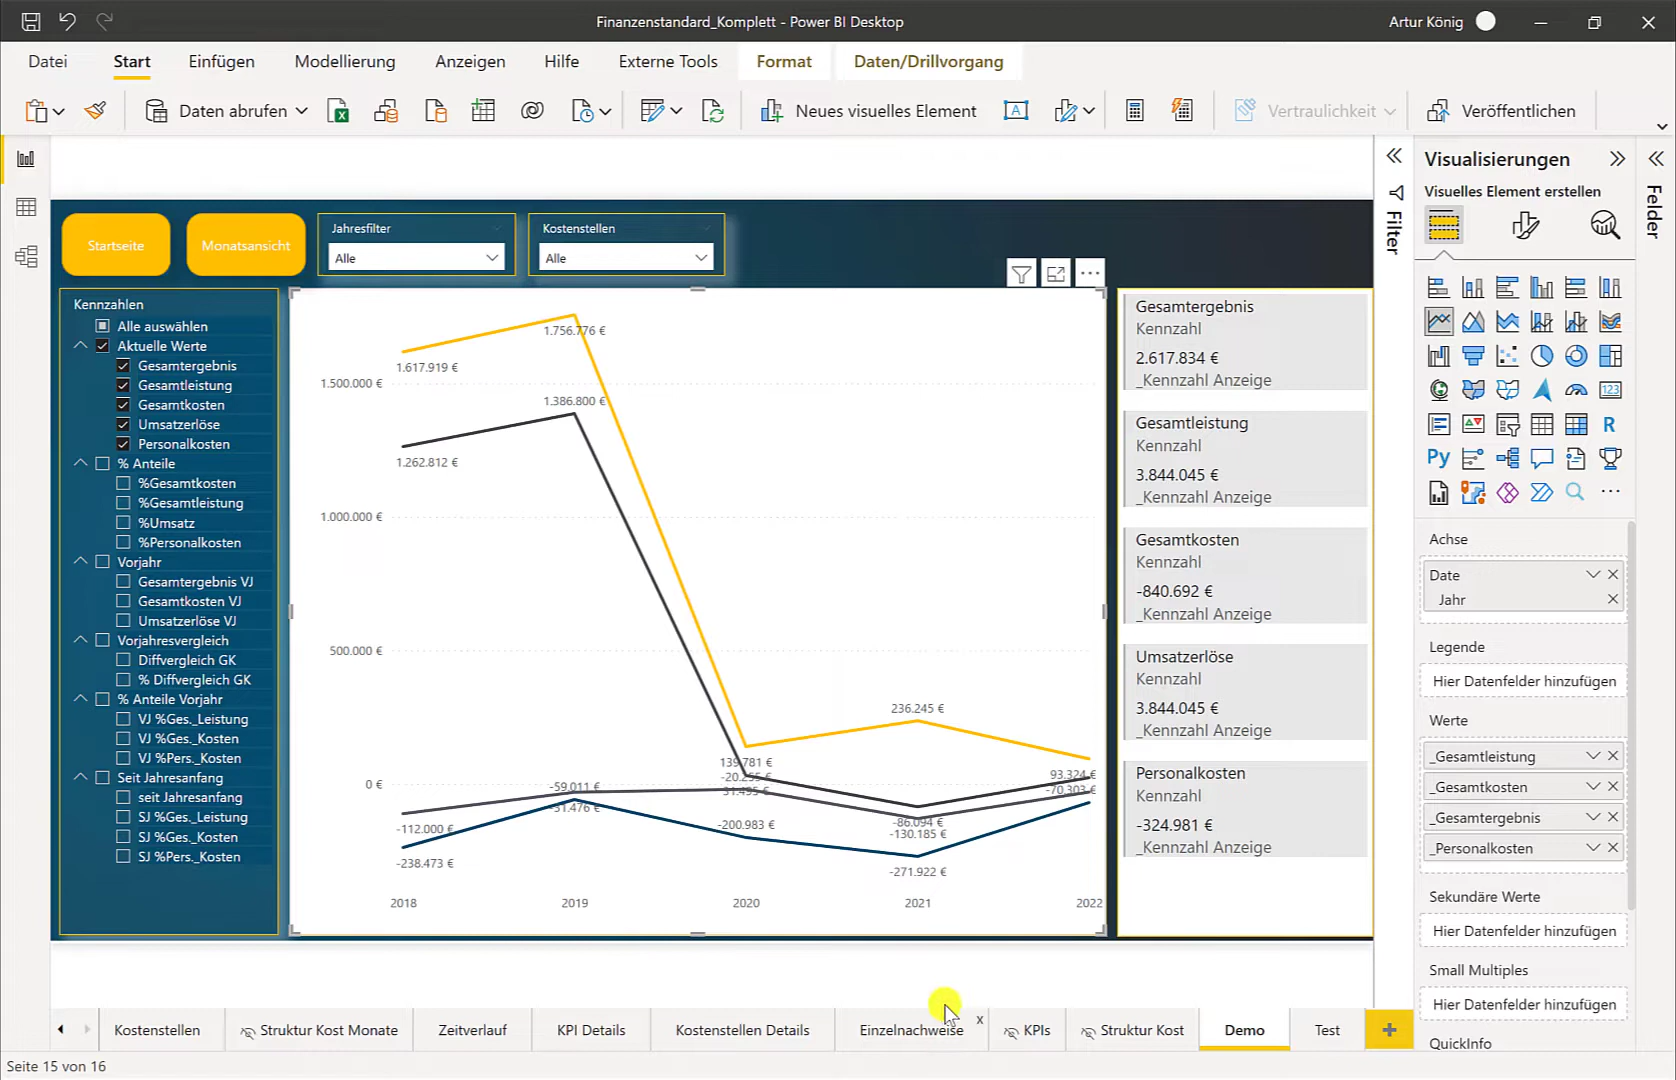 Finanzenstandard_Komplett - Power BI Desktop
Artur König
Datei
Start
Einfügen
Modellierung
Anzeigen
Hilfe
Externe Tools
Format
Daten/Drillvorgang
Daten abrufen
Neues visuelles Element
Vertraulichkeit
Veröffentlichen
Startseite
Monatsansicht
Jahresfilter
Alle
Kostenstellen
Alle
Kennzahlen
Alle auswählen
Aktuelle Werte
Gesamtergebnis
Gesamtleistung
Gesamtkosten
Umsatzerlöse
Personalkosten
% Anteile
%Gesamtkosten
%Gesamtleistung
%Umsatz
%Personalkosten
Vorjahr
Gesamtergebnis VJ
Gesamtkosten VJ
Umsatzerlöse VJ
Vorjahresvergleich
Diffvergleich GK
% Diffvergleich GK
% Anteile Vorjahr
VJ %Ges._Leistung
VJ %Ges._Kosten
VJ %Pers._Kosten
Seit Jahresanfang
seit Jahresanfang
SJ %Ges._Leistung
SJ %Ges._Kosten
SJ %Pers._Kosten
1.756.776 €
1.617.919 €
1.500.000 €
1.386.800 €
1.262.812 €
1.000.000 €
500.000 €
236.245 €
139.781 €
-20.255 €
31.495 €
93.324 €
-70.303 €
0 €
-59.011 €
-51.476 €
-112.000 €
-200.983 €
-86.094 €
-130.185 €
-238.473 €
-271.922 €
2018
2019
2020
2021
2022
Gesamtergebnis
Kennzahl
2.617.834 €
_Kennzahl Anzeige
Gesamtleistung
Kennzahl
3.844.045 €
_Kennzahl Anzeige
Gesamtkosten
Kennzahl
-840.692 €
_Kennzahl Anzeige
Umsatzerlöse
Kennzahl
3.844.045 €
_Kennzahl Anzeige
Personalkosten
Kennzahl
-324.981 €
_Kennzahl Anzeige
Filter
Visualisierungen
Visuelles Element erstellen
123
R
Py
Achse
Date
Jahr
Legende
Hier Datenfelder hinzufügen
Werte
_Gesamtleistung
_Gesamtkosten
_Gesamtergebnis
_Personalkosten
Sekundäre Werte
Hier Datenfelder hinzufügen
Small Multiples
Hier Datenfelder hinzufügen
QuickInfo
Felder
Kostenstellen
Struktur Kost Monate
Zeitverlauf
KPI Details
Kostenstellen Details
Einzelnachweise
x
KPIs
Struktur Kost
Demo
Test
Seite 15 von 16